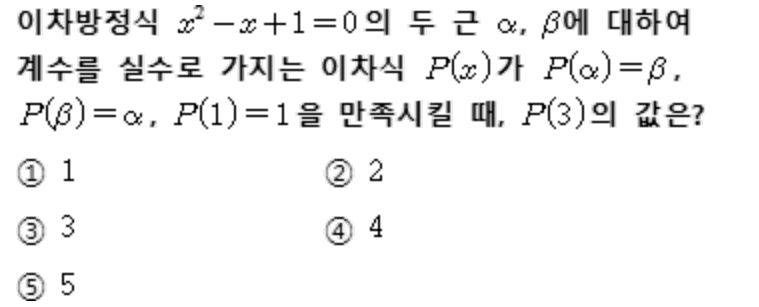 이차방정식 x²-x+1=0의 두 근 α, β에 대하여
계수를 실수로 가지는 이차식 P(x)가 P(α)=β,
P(β)=α, P(1)=1을 만족시킬 때, P(3)의 값은?
① 1 ② 2
③ 3 ④ 4
⑤ 5